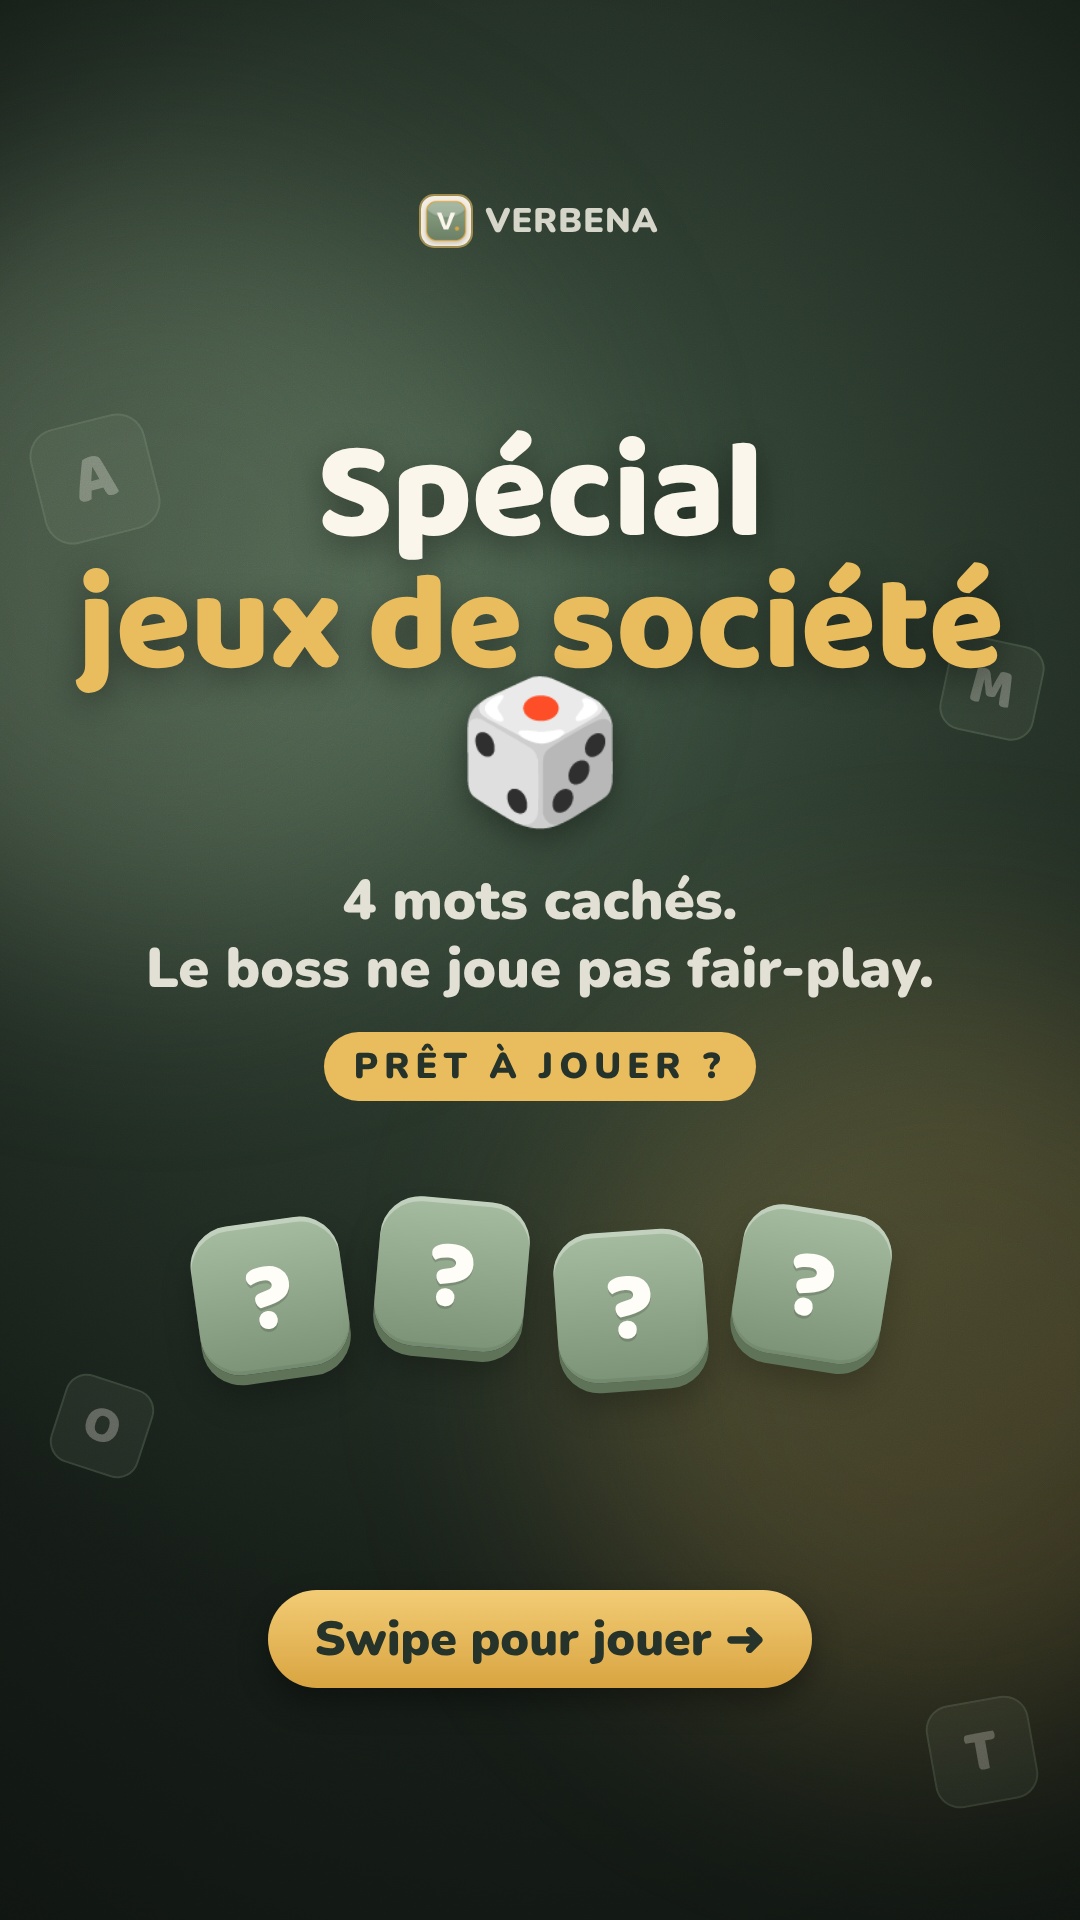 V.
VERBENA
A
Spécial
jeux de société
M
4 mots cachés.
Le boss ne joue pas fair-play.
PRÊT À JOUER ?
? ? ? ?
O
Swipe pour jouer ➜
T